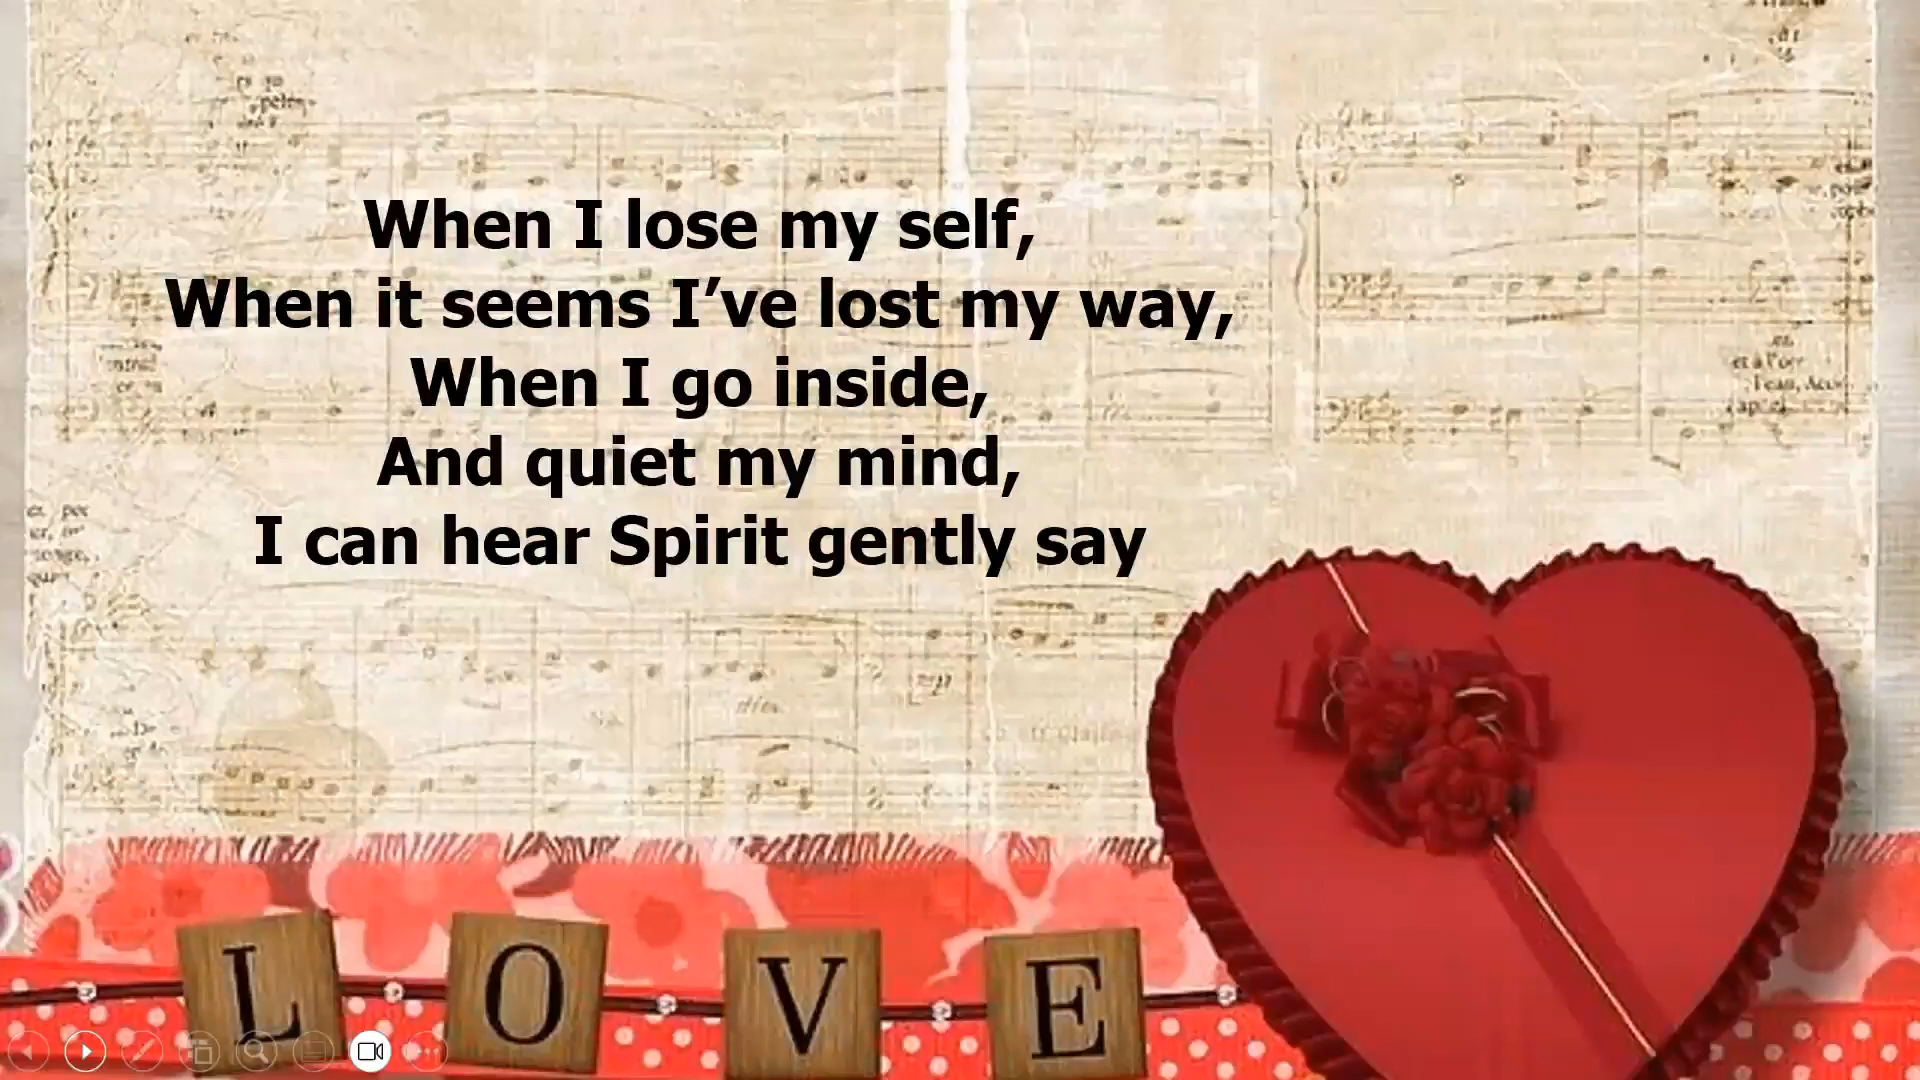 When I lose my self,
When it seems I’ve lost my way,
When I go inside,
And quiet my mind,
I can hear Spirit gently say
L O V E